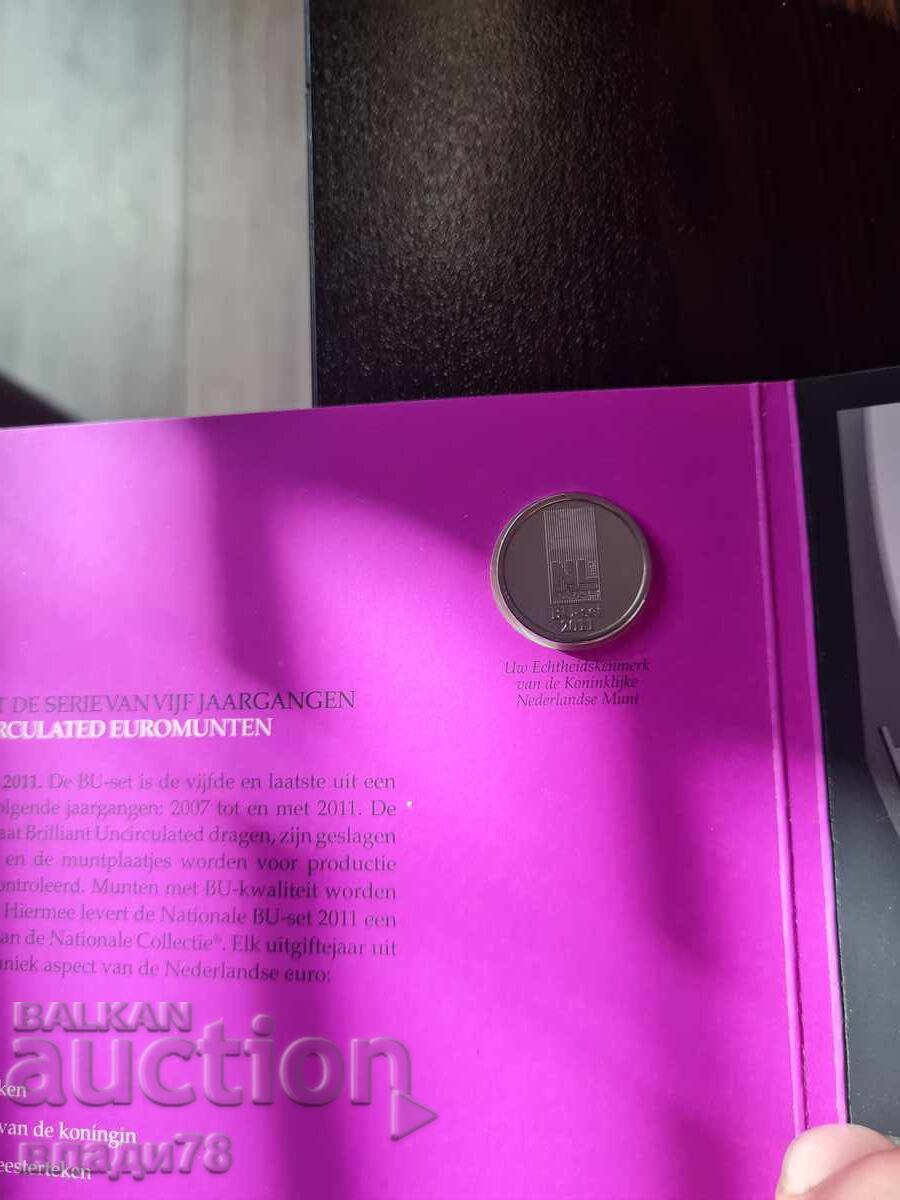 NL
BU-set
2011
Uw Echtheidskenmerk
van de Koninklijke
Nederlandse Munt
T DE SERIE VAN VIJF JAARGANGEN
RCULATED EUROMUNTEN
2011. De BU-set is de vijfde en laatste uit een
olgende jaargangen: 2007 tot en met 2011. De
aat Brilliant Uncirculated dragen, zijn geslagen
en de muntplaatjes worden voor productie
ontroleerd. Munten met BU-kwaliteit worden
Hiermee levert de Nationale BU-set 2011 een
an de Nationale Collectie®. Elk uitgiftejaar uit
niek aspect van de Nederlandse euro:
BALKAN
auction
ken
van de koningin
влади78
eesterteken